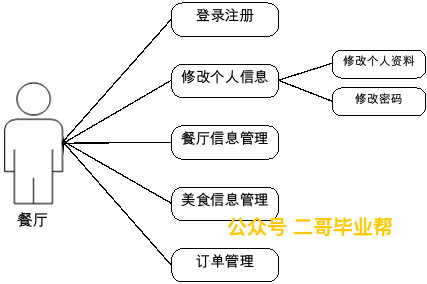 登录注册
修改个人信息
修改个人资料
修改密码
餐厅信息管理
美食信息管理
订单管理
餐厅
公众号 二哥毕业帮